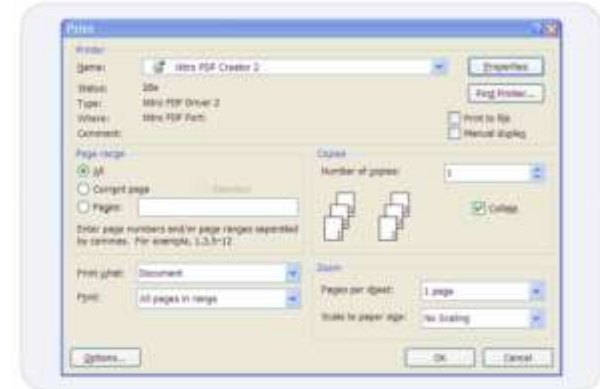 Print
Printer
Name: Nitro PDF Creator 2
Properties
Status: Idle
Find Printer...
Type: Nitro PDF Driver 2
Where: Nitro PDF Port:
Print to file
Comment:
Manual duplex
Page range
Copies
All
Number of copies: 1
Current page Selection
Pages:
Collate
Enter page numbers and/or page ranges separated
by commas. For example, 1,3,5-12
Print what: Document
Zoom
Print: All pages in range
Pages per sheet: 1 page
Scale to paper size: No Scaling
Options...
OK Cancel